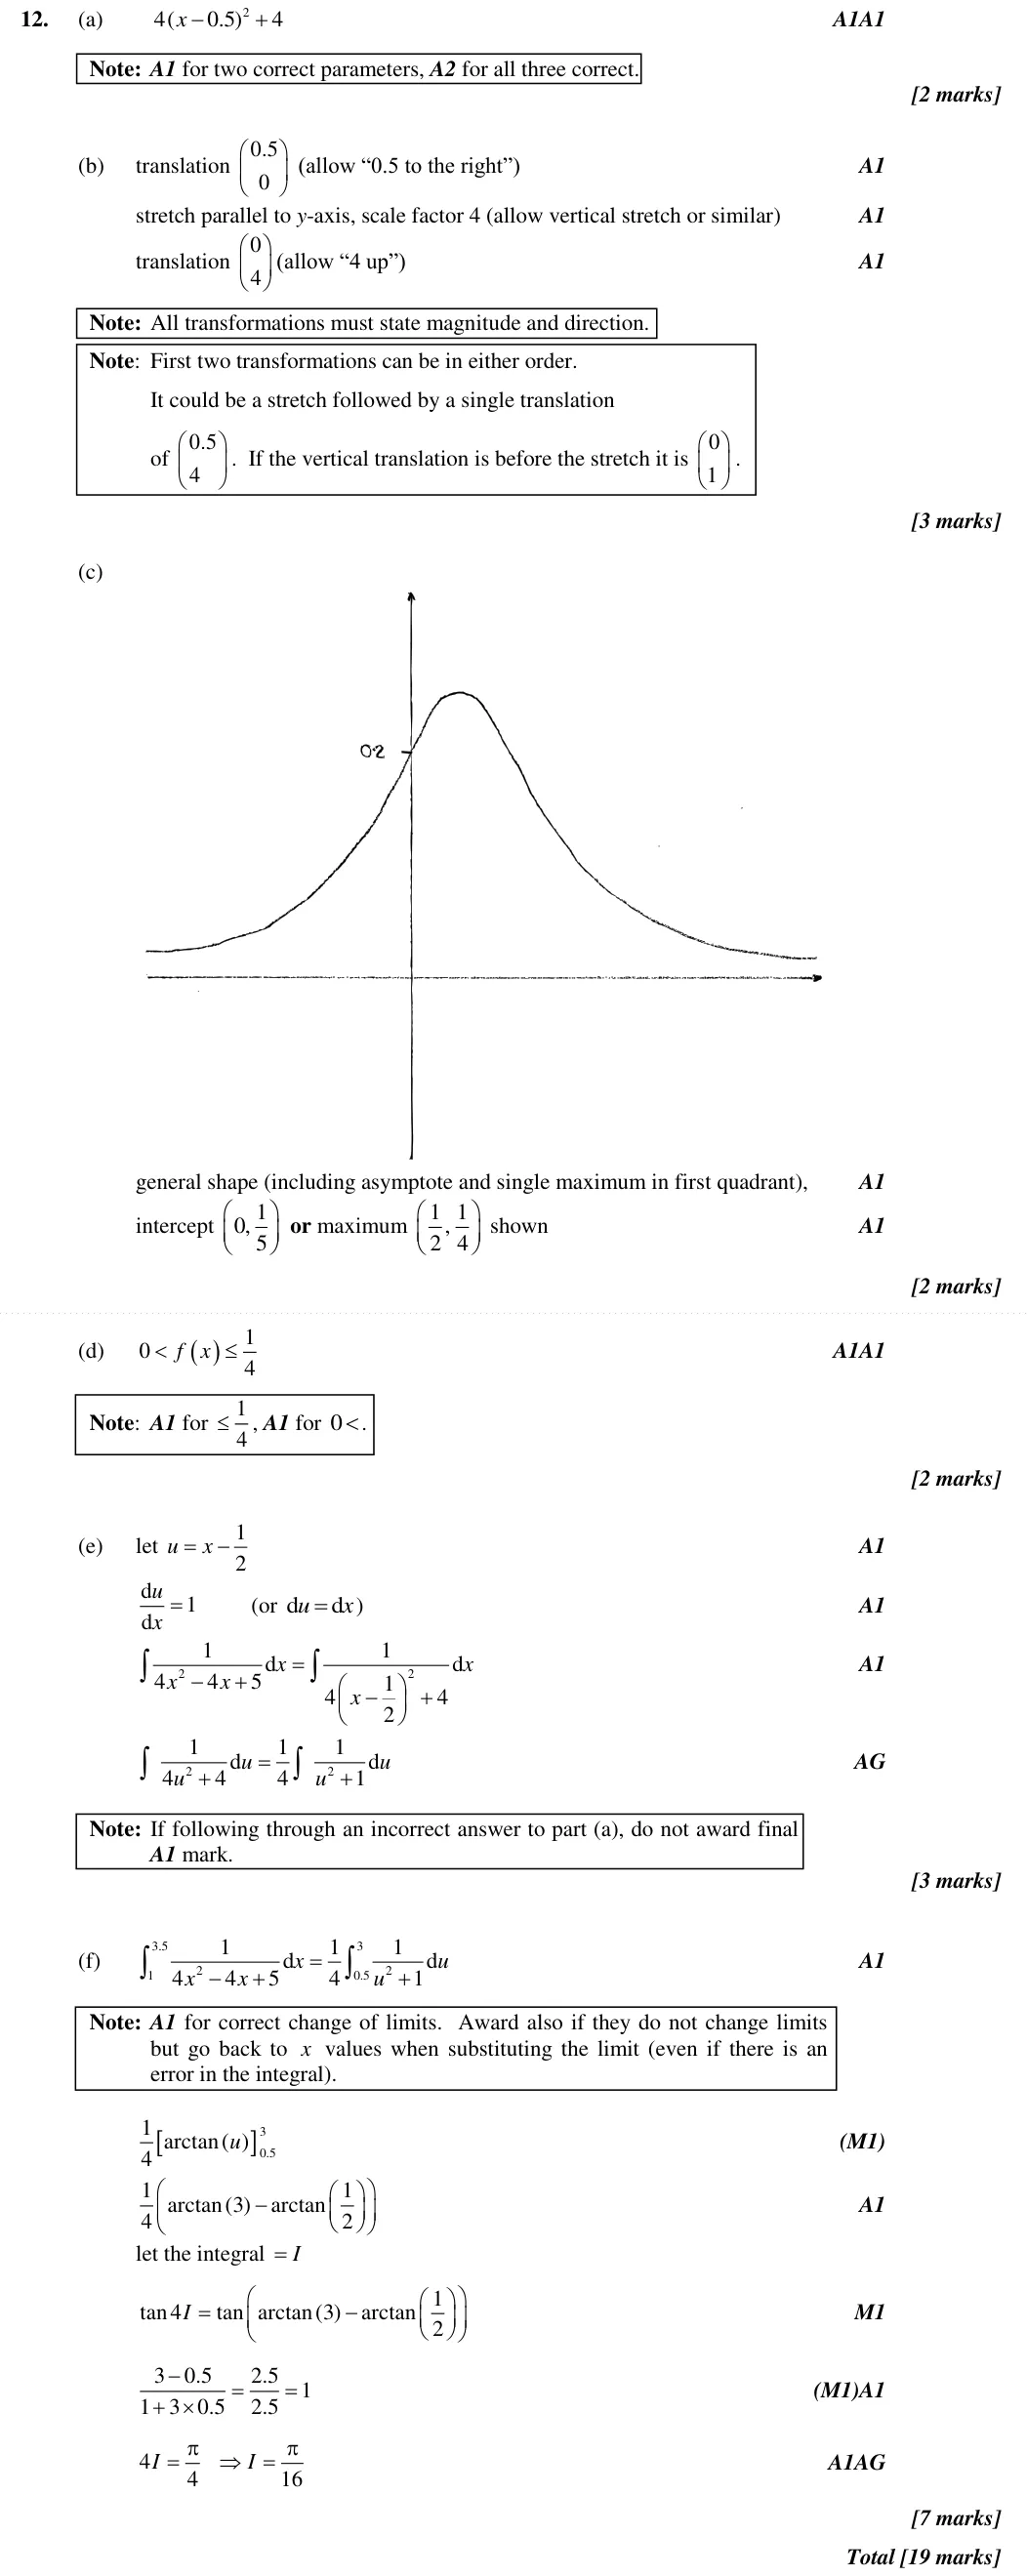 12. (a) 4(x − 0.5)² + 4 A1A1
Note: A1 for two correct parameters, A2 for all three correct.
[2 marks]
(b) translation (0.5 0) (allow “0.5 to the right”) A1
stretch parallel to y-axis, scale factor 4 (allow vertical stretch or similar) A1
translation (0 4) (allow “4 up”) A1
Note: All transformations must state magnitude and direction.
Note: First two transformations can be in either order.
It could be a stretch followed by a single translation
of (0.5 4). If the vertical translation is before the stretch it is (0 1).
[3 marks]
(c)
0.2
general shape (including asymptote and single maximum in first quadrant), A1
intercept (0, 1/5) or maximum (1/2, 1/4) shown A1
[2 marks]
(d) 0 < f(x) ≤ 1/4 A1A1
Note: A1 for ≤ 1/4, A1 for 0 <.
[2 marks]
(e) let u = x − 1/2 A1
du/dx = 1 (or du = dx) A1
∫ 1/(4x² − 4x + 5) dx = ∫ 1/(4(x − 1/2)² + 4) dx A1
∫ 1/(4u² + 4) du = 1/4 ∫ 1/(u² + 1) du AG
Note: If following through an incorrect answer to part (a), do not award final
A1 mark.
[3 marks]
(f) ∫₁^3.5 1/(4x² − 4x + 5) dx = 1/4 ∫_0.5^3 1/(u² + 1) du A1
Note: A1 for correct change of limits. Award also if they do not change limits
but go back to x values when substituting the limit (even if there is an
error in the integral).
1/4 [arctan(u)]_0.5^3 (M1)
1/4 (arctan(3) − arctan(1/2)) A1
let the integral = I
tan 4I = tan(arctan(3) − arctan(1/2)) M1
(3 − 0.5)/(1 + 3 × 0.5) = 2.5/2.5 = 1 (M1)A1
4I = π/4 ⇒ I = π/16 A1AG
[7 marks]
Total [19 marks]